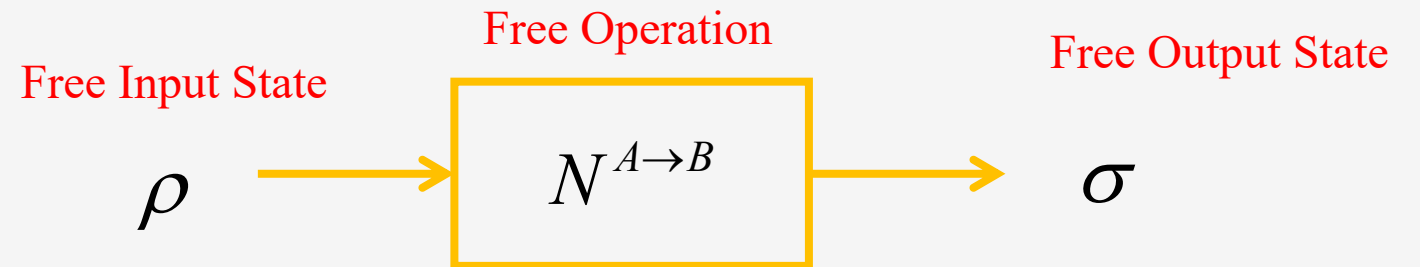 Free Operation
Free Output State
Free Input State
ρ
N^{A→B}
σ